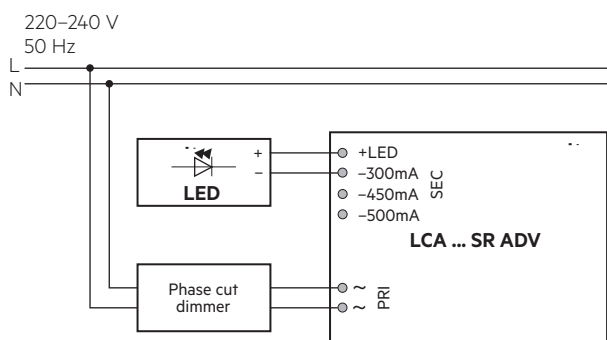 220–240 V
50 Hz
L
N
+
–
LED
+LED
–300mA
–450mA
–500mA
SEC
LCA ... SR ADV
Phase cut
dimmer
~
~
PRI